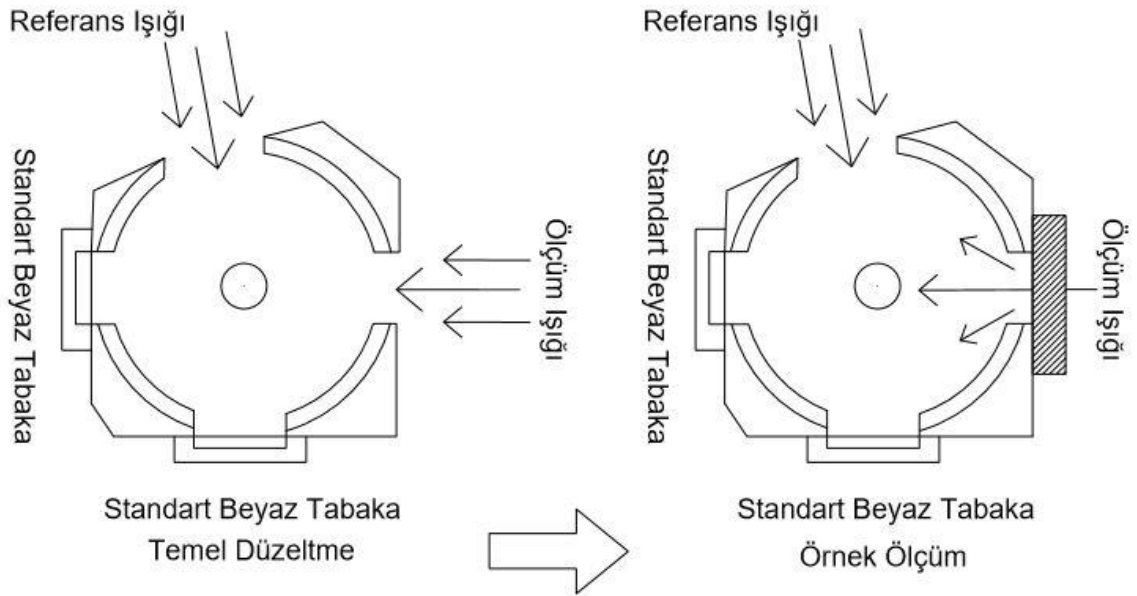 Referans Işığı
Standart Beyaz Tabaka
Ölçüm Işığı
Standart Beyaz Tabaka
Temel Düzeltme
Referans Işığı
Standart Beyaz Tabaka
Ölçüm Işığı
Standart Beyaz Tabaka
Örnek Ölçüm